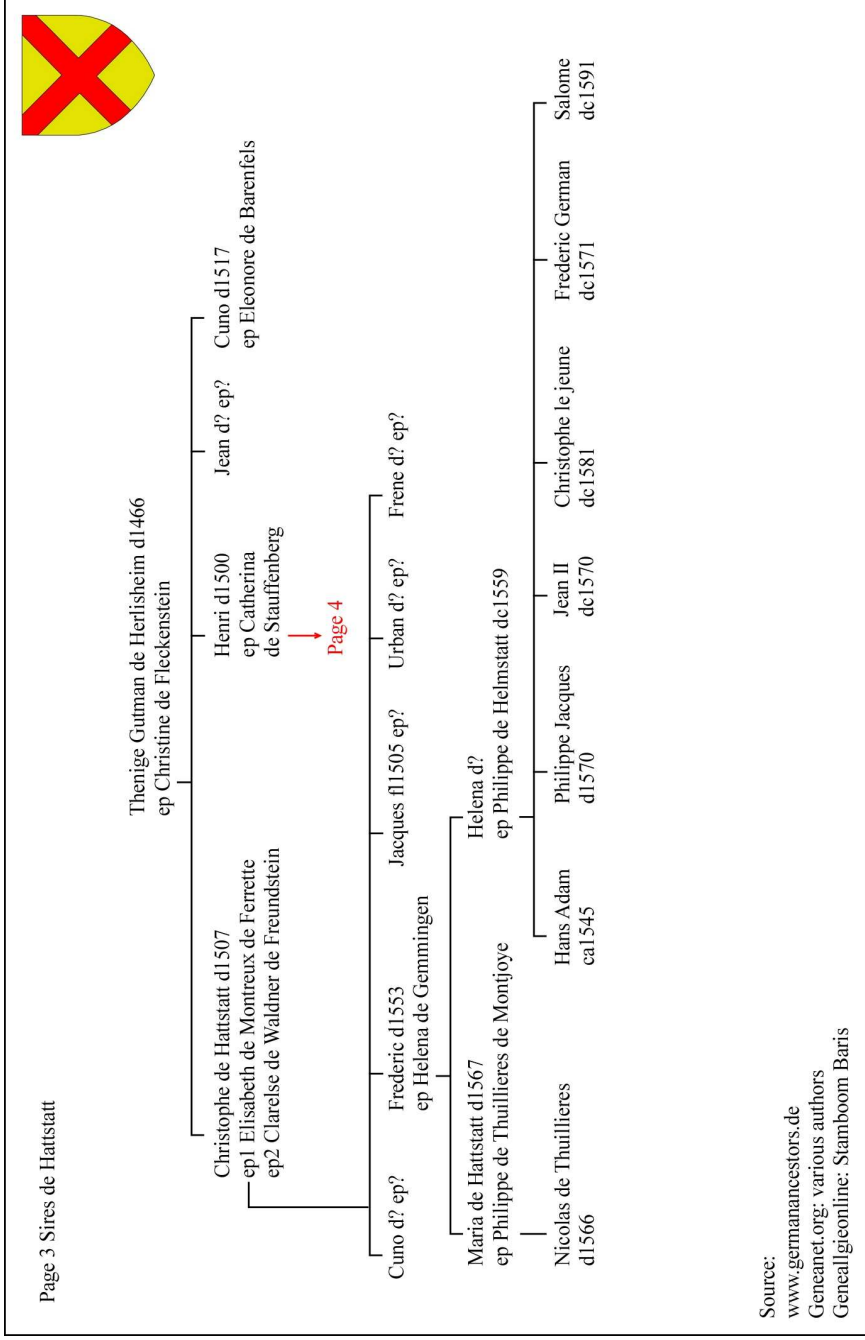 Page 3 Sires de Hattstatt
Thenige Gutman de Herlisheim d1466
ep Christine de Fleckenstein
Christophe de Hattstatt d1507
ep1 Elisabeth de Montreux de Ferrette
ep2 Clarelse de Waldner de Freundstein
Henri d1500
ep Catherina
de Stauffenberg
Page 4
Jean d? ep?
Cuno d1517
ep Eleonore de Barenfels
Cuno d? ep?
Frederic d1553
ep Helena de Gemmingen
Jacques fl1505 ep?
Urban d? ep?
Frene d? ep?
Maria de Hattstatt d1567
ep Philippe de Thuillieres de Montjoye
Helena d?
ep Philippe de Helmstatt dc1559
Nicolas de Thuillieres
d1566
Hans Adam
ca1545
Philippe Jacques
d1570
Jean II
dc1570
Christophe le jeune
dc1581
Frederic German
dc1571
Salome
dc1591
Source:
www.germanancestors.de
Geneanet.org: various authors
Geneallgieonline: Stamboom Baris